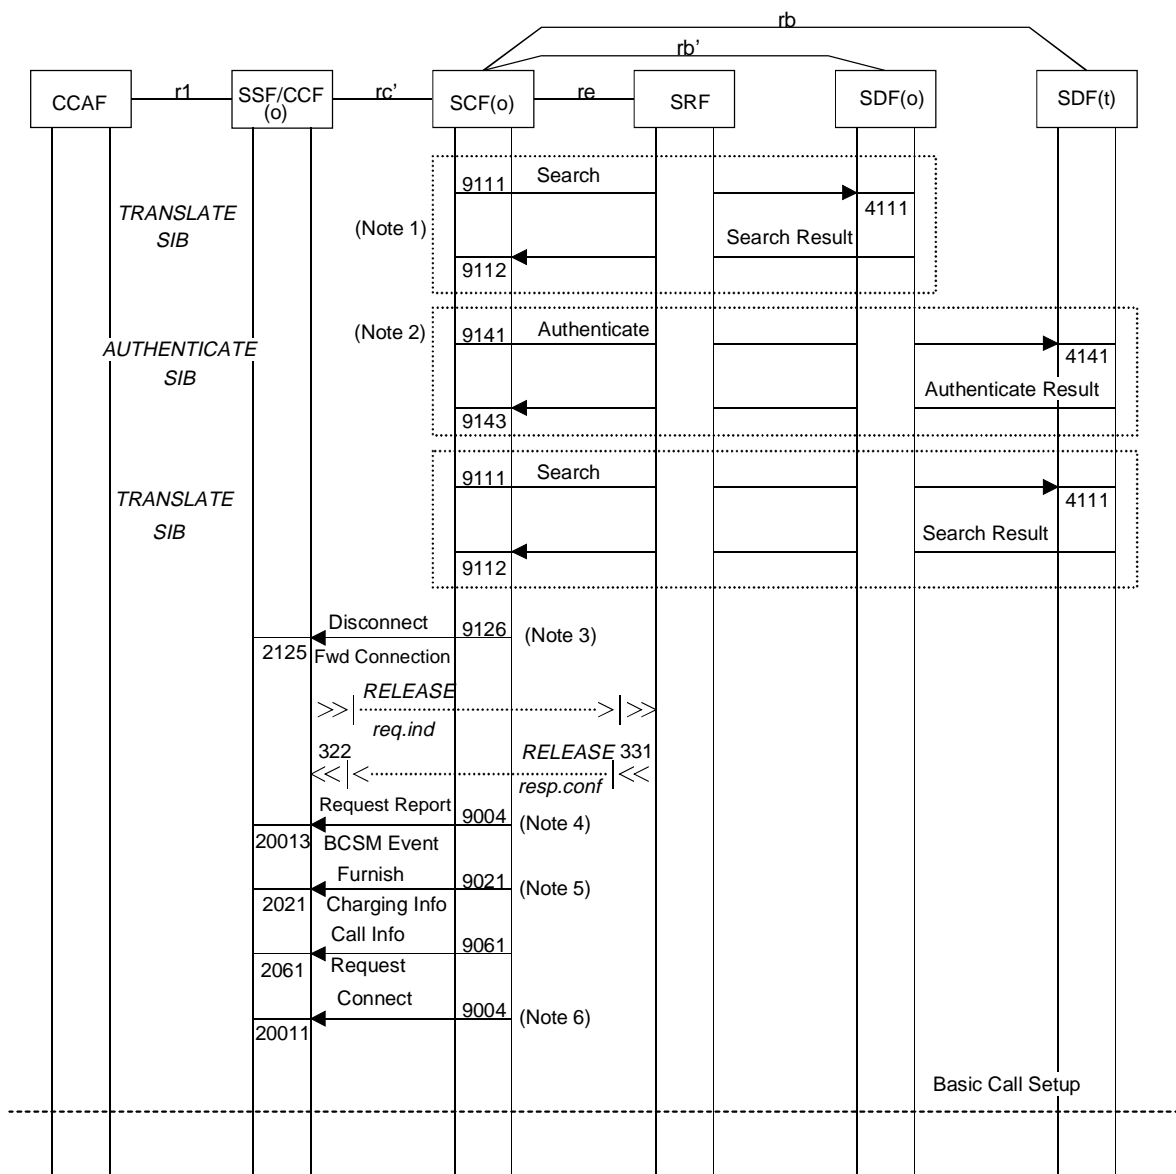 rb
rb’
CCAF
r1
SSF/CCF
(o)
rc’
SCF(o)
re
SRF
SDF(o)
SDF(t)
TRANSLATE
SIB
(Note 1)
9111
Search
4111
Search Result
9112
AUTHENTICATE
SIB
(Note 2)
9141
Authenticate
4141
Authenticate Result
9143
TRANSLATE
SIB
9111
Search
4111
Search Result
9112
Disconnect
9126
(Note 3)
2125
Fwd Connection
RELEASE
req.ind
322
RELEASE
331
resp.conf
Request Report
9004
(Note 4)
20013
BCSM Event
Furnish
9021
(Note 5)
2021
Charging Info
Call Info
9061
2061
Request
Connect
9004
(Note 6)
20011
Basic Call Setup